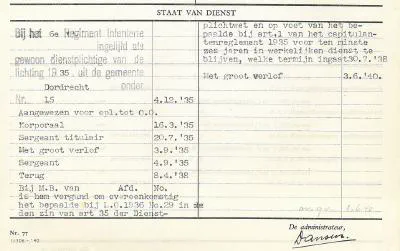 STAAT VAN DIENST
Bij het 6e Regiment Infanterie
ingelijfd als
gewoon dienstplichtige van de
lichting 1935. uit de gemeente
Dordrecht onder
Nr. 15 4.12.'35
Aangewezen voor opl.tot O.O.
Korporaal 16.3.'35
Sergeant titulair 20.7.'35
Met groot verlof 3.9.'35
Sergeant 4.9.'35
Terug 8.4.'38
Bij M.B. van Afd. No.
is hem vergund om overeenkomstig
het bepaalde bij L.O.1936 No.29 in de
den zin van art 35 der Dienst-
plichtwet en op voet van het be-
paalde bij art.1 van het capitulan-
tenreglement 1935 voor ten minste
zes jaren in werkelijken dienst te
blijven, welke termijn ingaat 30.7.'38
Met groot verlof 3.6.'40.
De administrateur,
Nr. 77